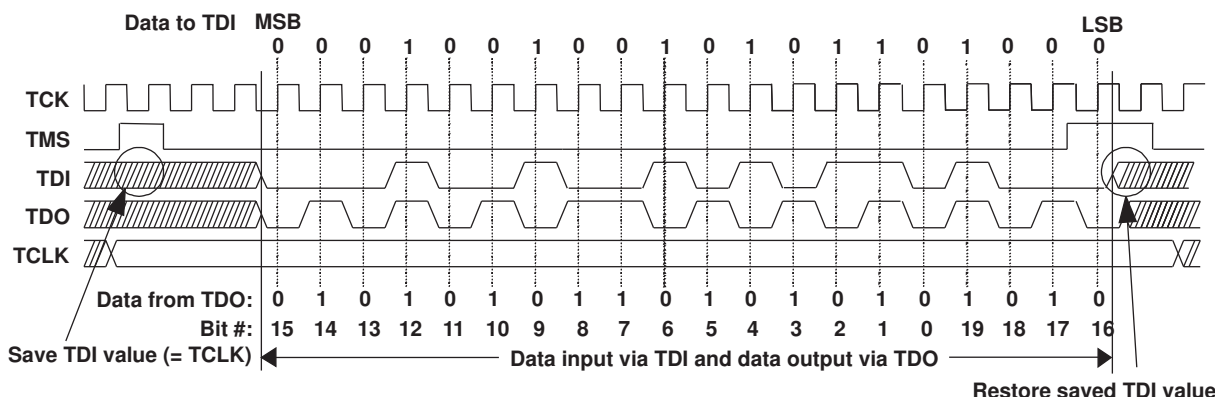 Data to TDI MSB LSB
0 0 0 1 0 0 1 0 0 1 0 1 0 1 1 0 1 0 0 0
TCK
TMS
TDI
TDO
TCLK
Data from TDO: 0 1 0 1 0 1 0 1 1 0 1 0 1 0 1 0 1 0 1 0
Bit #: 15 14 13 12 11 10 9 8 7 6 5 4 3 2 1 0 19 18 17 16
Save TDI value (= TCLK) Data input via TDI and data output via TDO
Restore saved TDI value